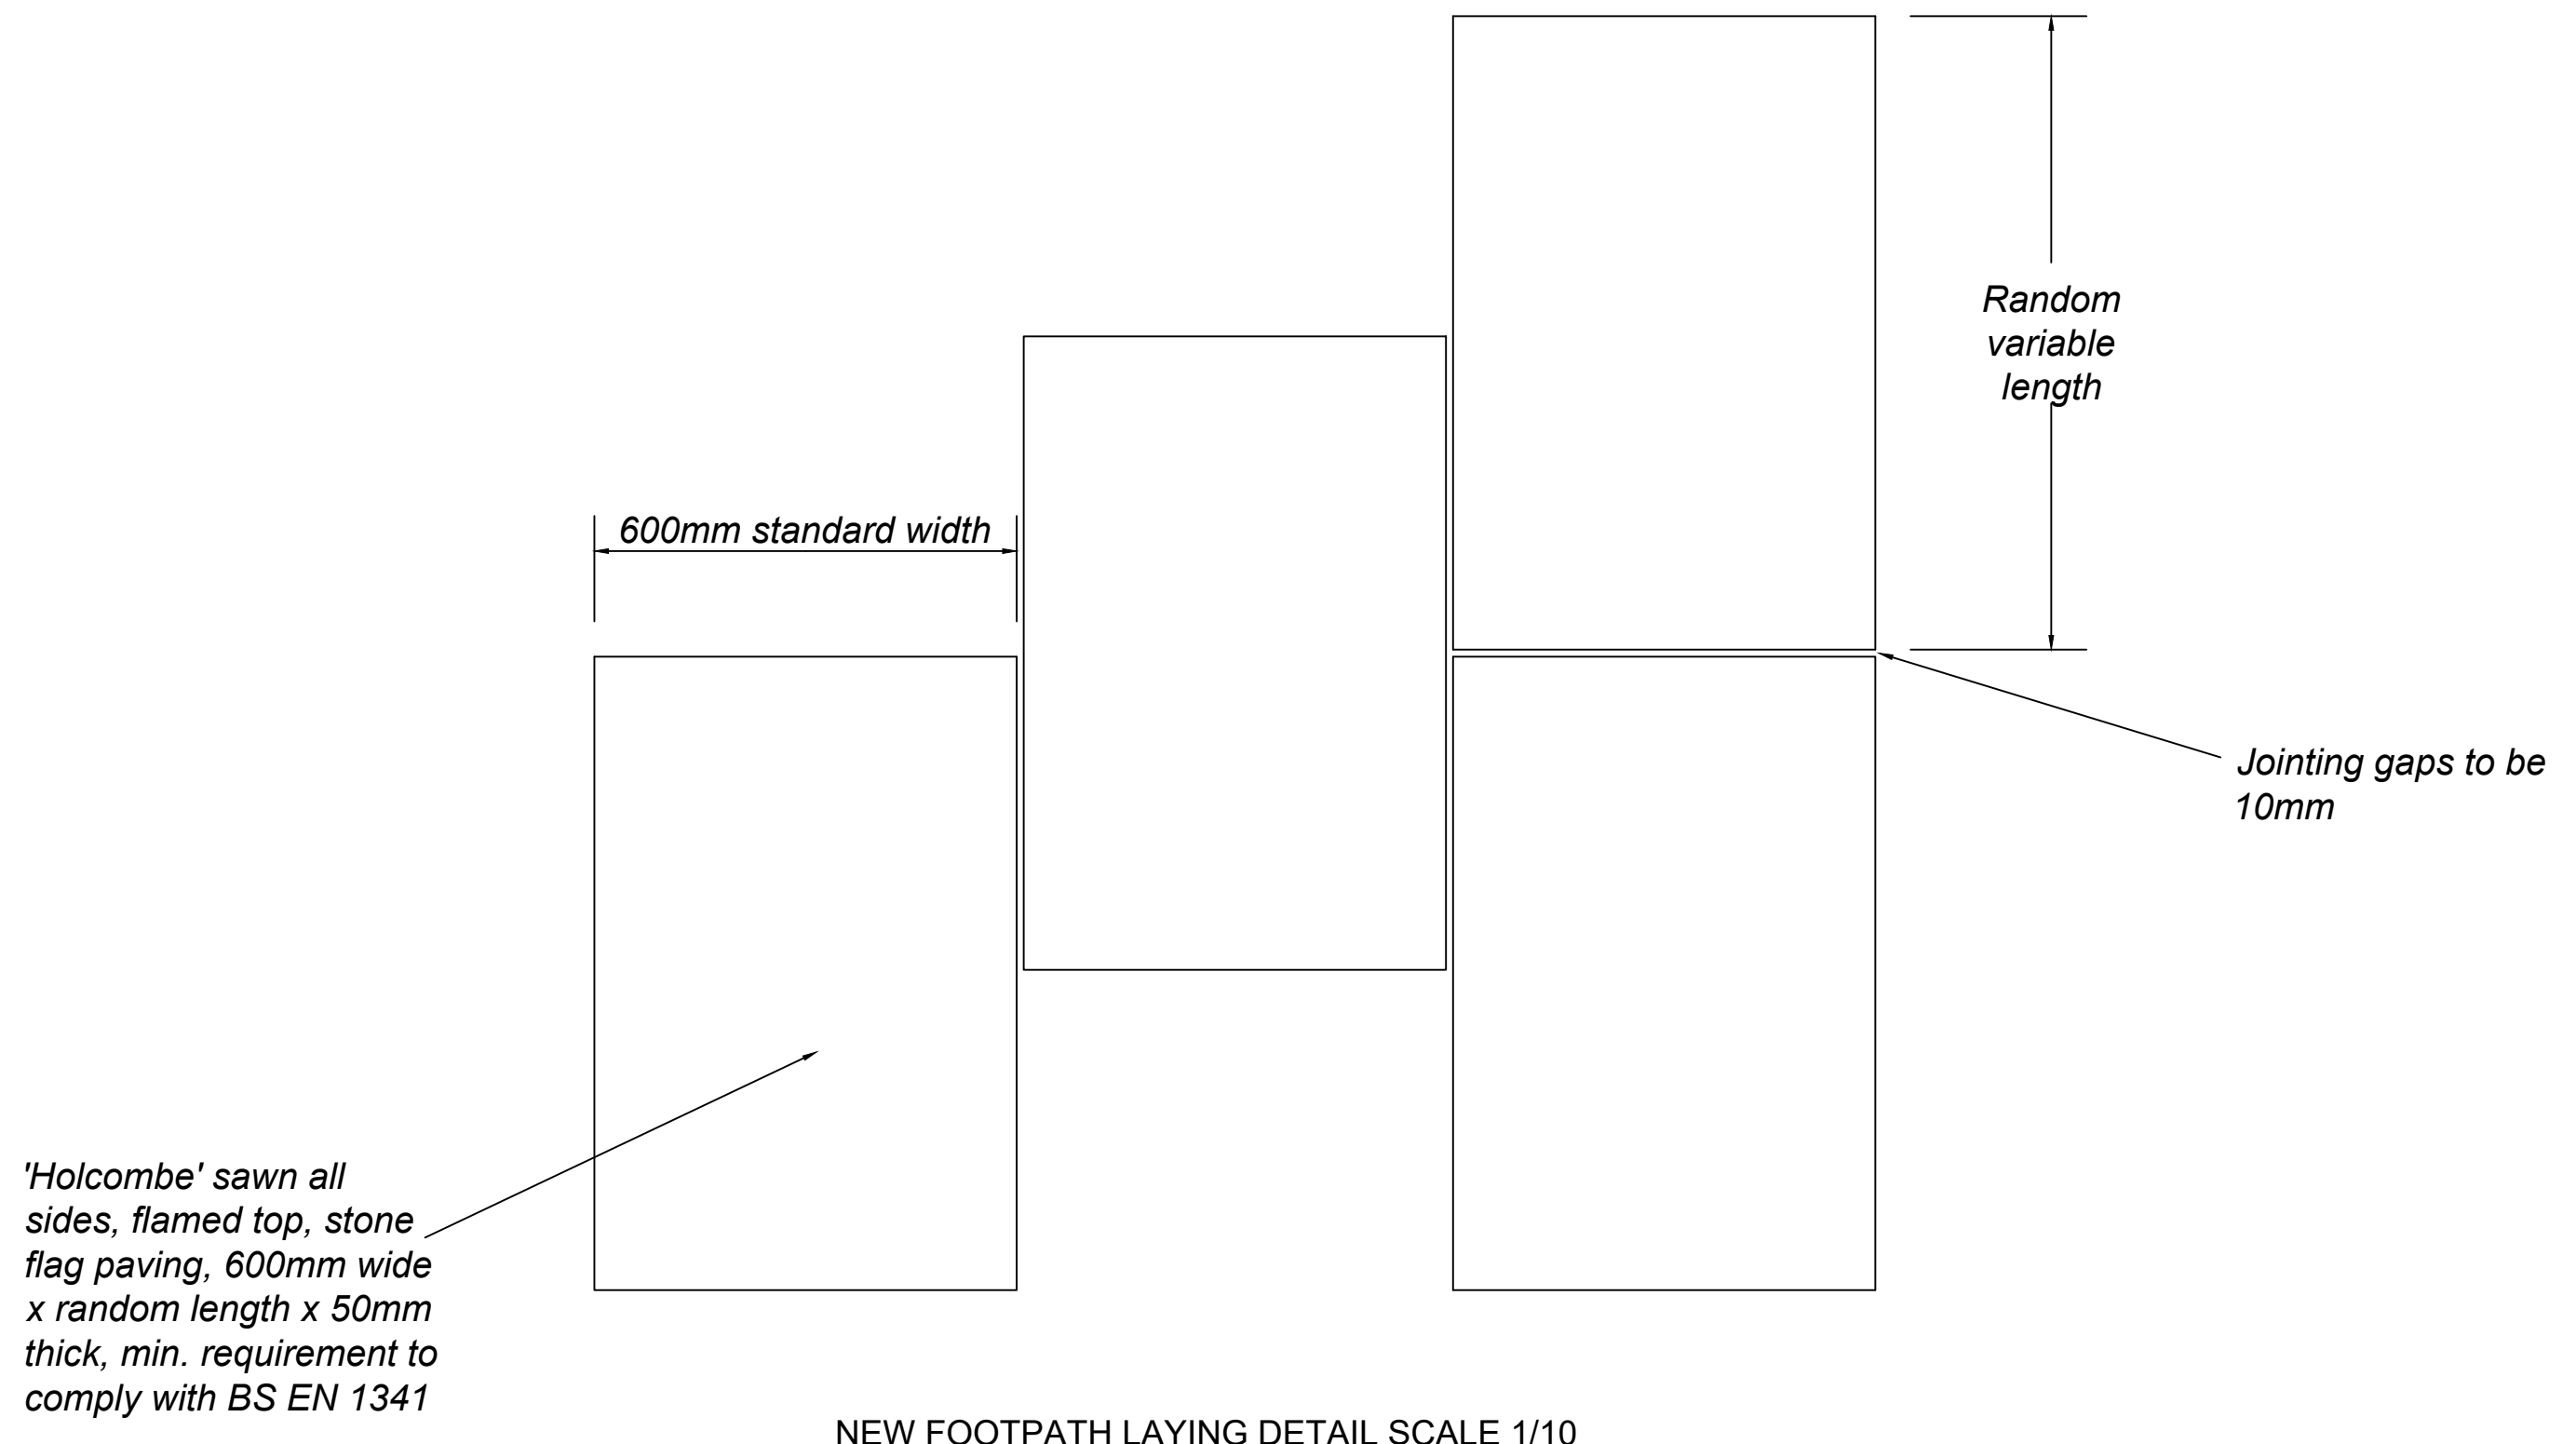 Random
variable
length
600mm standard width
Jointing gaps to be
10mm
'Holcombe' sawn all
sides, flamed top, stone
flag paving, 600mm wide
x random length x 50mm
thick, min. requirement to
comply with BS EN 1341
NEW FOOTPATH LAYING DETAIL SCALE 1/10